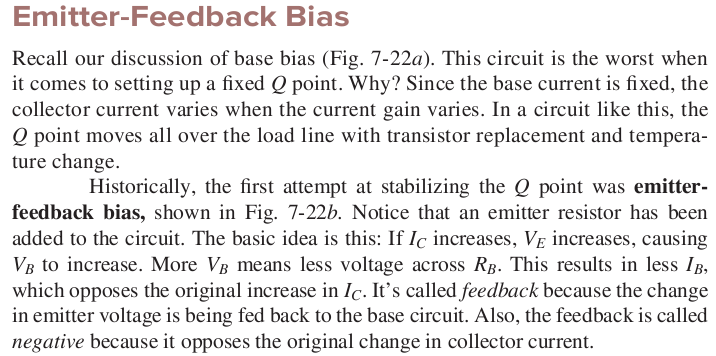 Emitter-Feedback Bias
Recall our discussion of base bias (Fig. 7-22a). This circuit is the worst when
it comes to setting up a fixed Q point. Why? Since the base current is fixed, the
collector current varies when the current gain varies. In a circuit like this, the
Q point moves all over the load line with transistor replacement and tempera-
ture change.
Historically, the first attempt at stabilizing the Q point was emitter-
feedback bias, shown in Fig. 7-22b. Notice that an emitter resistor has been
added to the circuit. The basic idea is this: If IC increases, VE increases, causing
VB to increase. More VB means less voltage across RB. This results in less IB,
which opposes the original increase in IC. It's called feedback because the change
in emitter voltage is being fed back to the base circuit. Also, the feedback is called
negative because it opposes the original change in collector current.